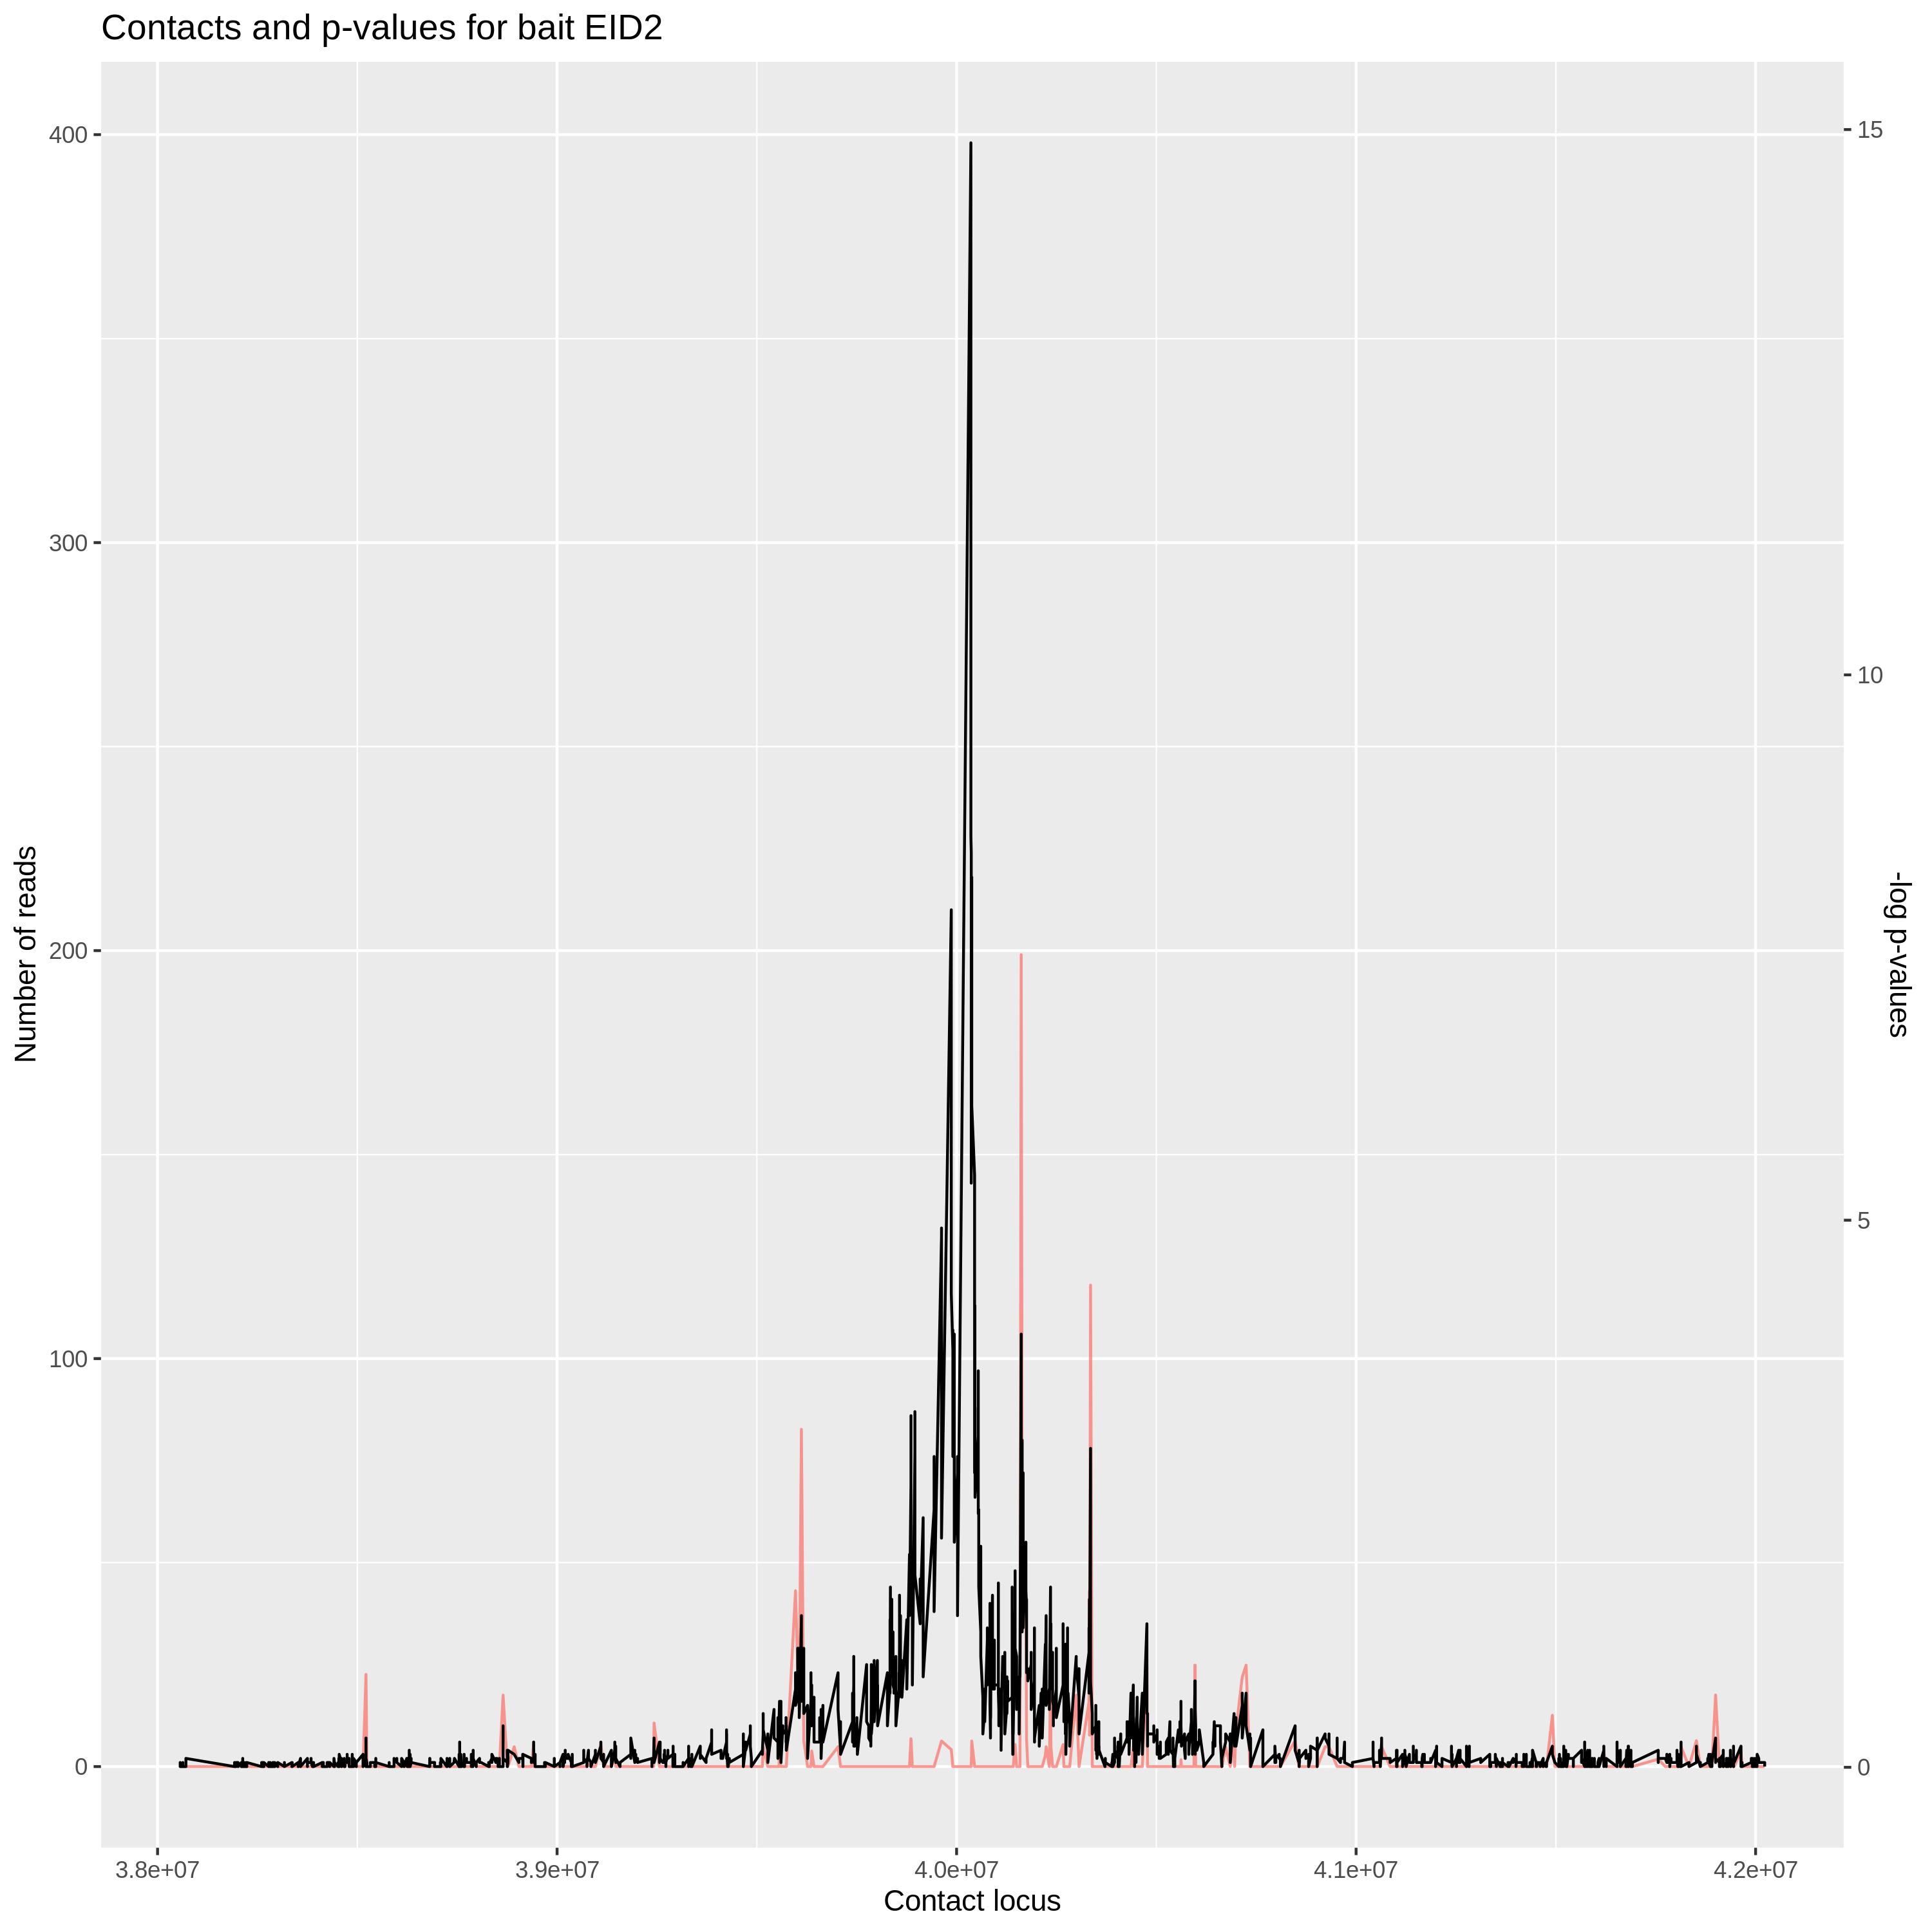 Contacts and p-values for bait EID2
400
300
200
100
0
15
10
5
0
Number of reads
-log p-values
3.8e+07 3.9e+07 4.0e+07 4.1e+07 4.2e+07
Contact locus